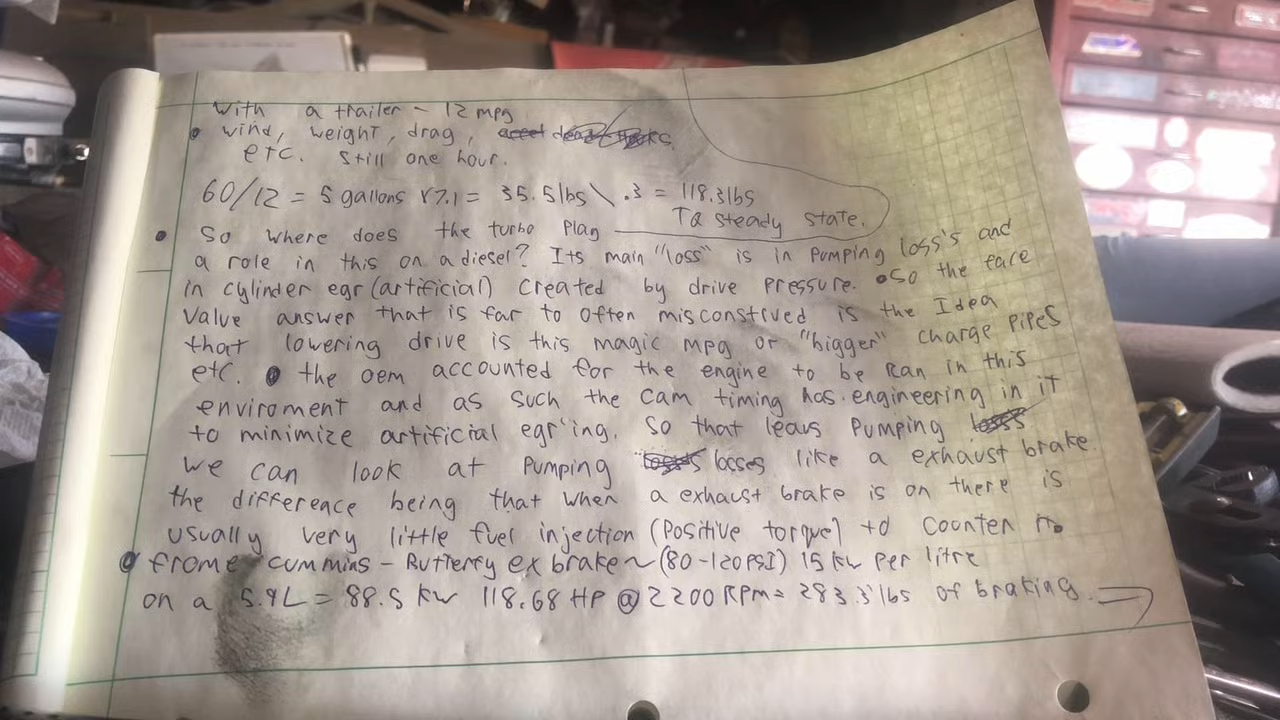 With a trailer ~ 12 mpg
• wind, weight, drag,
etc. Still one hour.
60/12 = 5 gallons x7.1 = 35.5lbs \ .3 = 118.3lbs
TQ steady state.
• So where does the turbo play
a role in this on a diesel? Its main "loss" is in pumping loss's and
in cylinder egr (artificial) created by drive pressure. • So the face
value answer that is far to often misconstrued is the Idea
that lowering drive is this magic mpg or "bigger" charge pipes
etc. • the oem accounted for the engine to be ran in this
enviroment and as such the cam timing has engineering in it
to minimize artificial egr'ing. So that leavs Pumping
we can look at pumping losses like a exhaust brake.
the difference being that when a exhaust brake is on there is
usually very little fuel injection (Positive torque) to counter
• frome cummins - Butterfy ex brake ~ (80-120PSI) 15 kw per litre
on a 5.9L = 88.5 kw 118.68 HP @ 2200 RPM = 283.3 lbs of braking. →